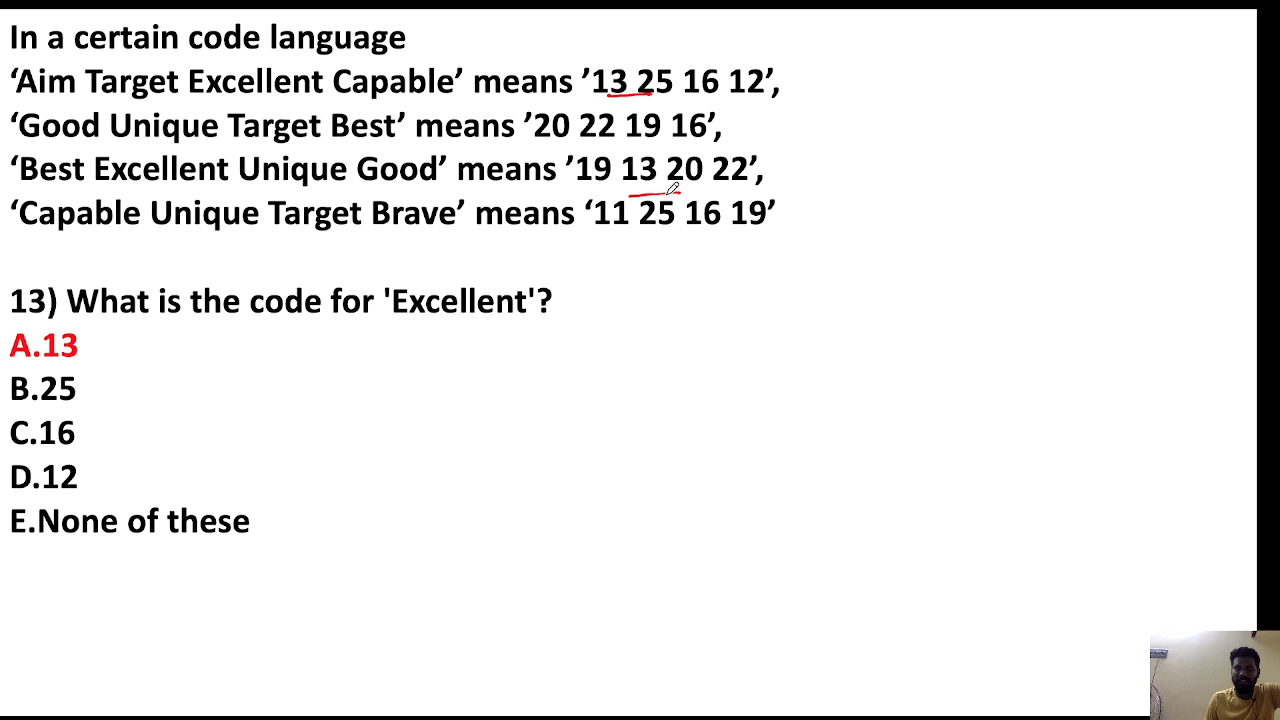 In a certain code language
‘Aim Target Excellent Capable’ means ’13 25 16 12’,
‘Good Unique Target Best’ means ’20 22 19 16’,
‘Best Excellent Unique Good’ means ’19 13 20 22’,
‘Capable Unique Target Brave’ means ‘11 25 16 19’
13) What is the code for 'Excellent'?
A.13
B.25
C.16
D.12
E.None of these